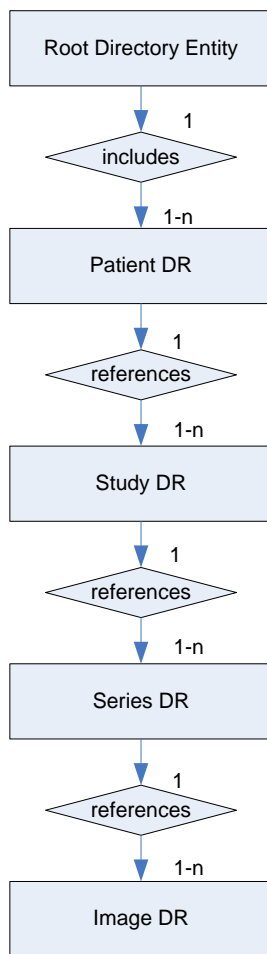 Root Directory Entity
1
includes
1-n
Patient DR
1
references
1-n
Study DR
1
references
1-n
Series DR
1
references
1-n
Image DR